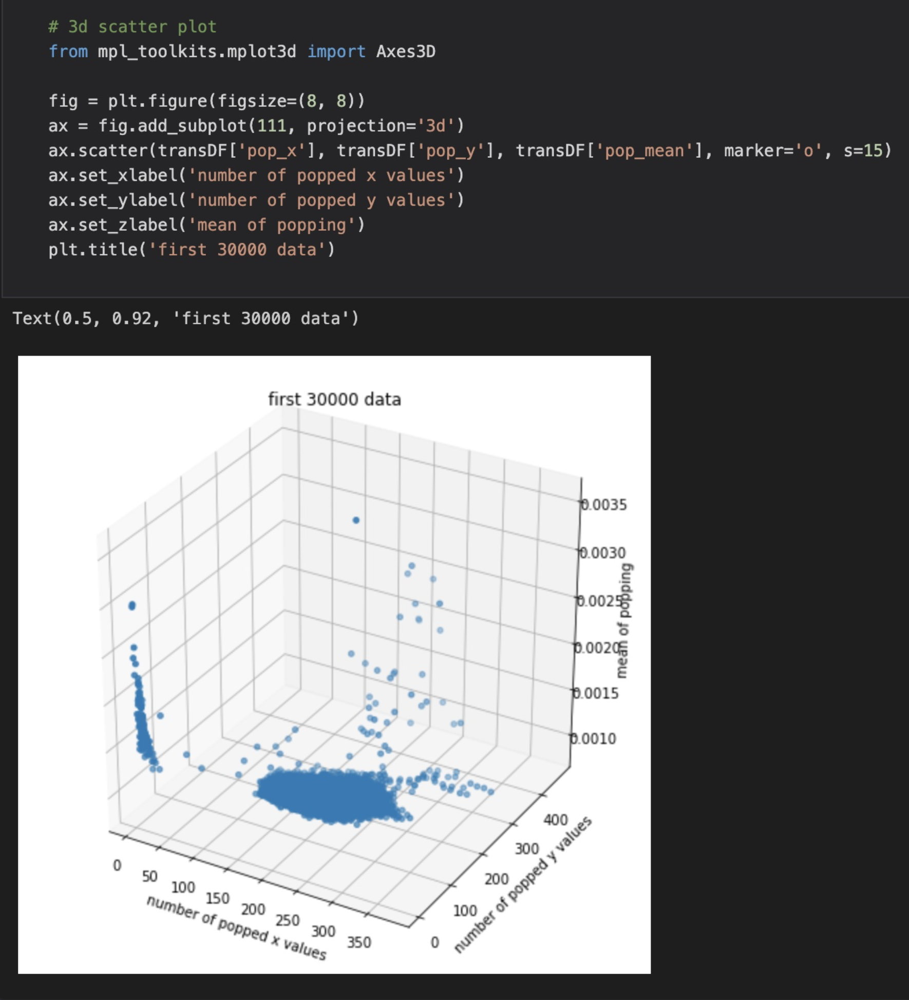 # 3d scatter plot
from mpl_toolkits.mplot3d import Axes3D
fig = plt.figure(figsize=(8, 8))
ax = fig.add_subplot(111, projection='3d')
ax.scatter(transDF['pop_x'], transDF['pop_y'], transDF['pop_mean'], marker='o', s=15)
ax.set_xlabel('number of popped x values')
ax.set_ylabel('number of popped y values')
ax.set_zlabel('mean of popping')
plt.title('first 30000 data')
Text(0.5, 0.92, 'first 30000 data')
first 30000 data
0.0035
0.0030
0.0025
0.0020
0.0015
0.0010
mean of popping
400
300
200
100
0
number of popped y values
0
50
100
150
200
250
300
350
number of popped x values